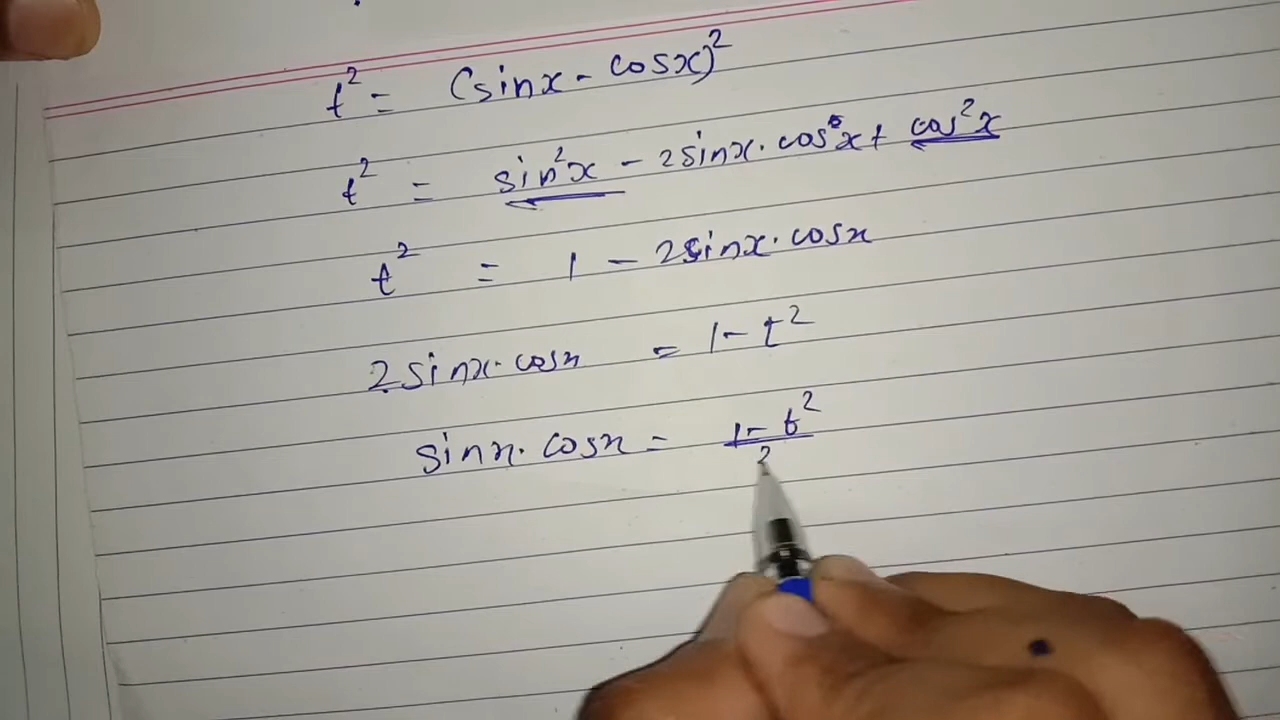 t² = (sinx - cosx)²
t² = sin²x - 2sinx · cosx + cos²x
t² = 1 - 2sinx · cosx
2sinx · cosx = 1 - t²
sinx · cosx = (1 - t²)/2